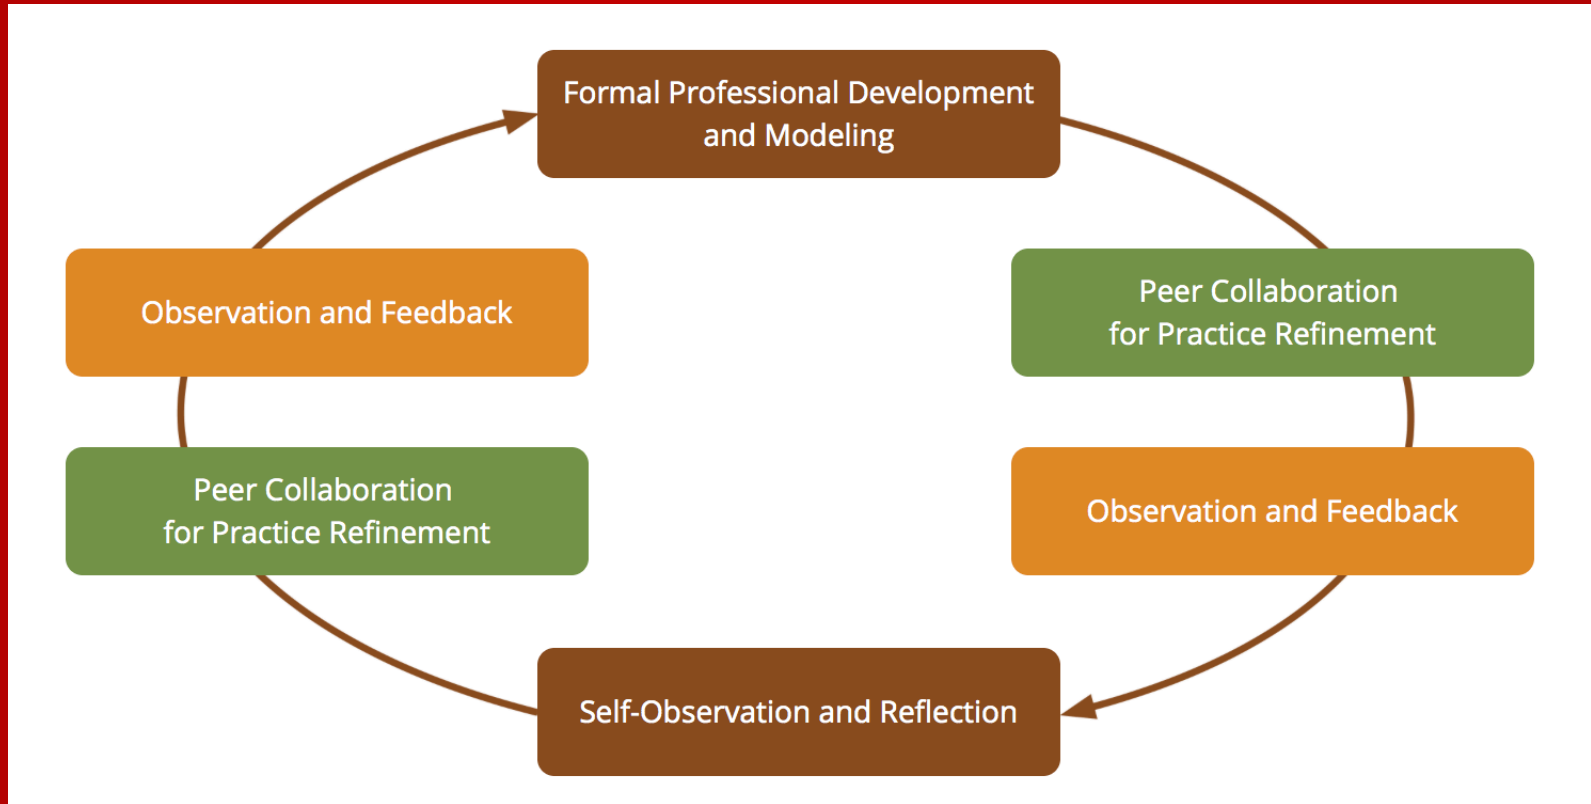 Formal Professional Development
and Modeling
Peer Collaboration
for Practice Refinement
Observation and Feedback
Self-Observation and Reflection
Peer Collaboration
for Practice Refinement
Observation and Feedback